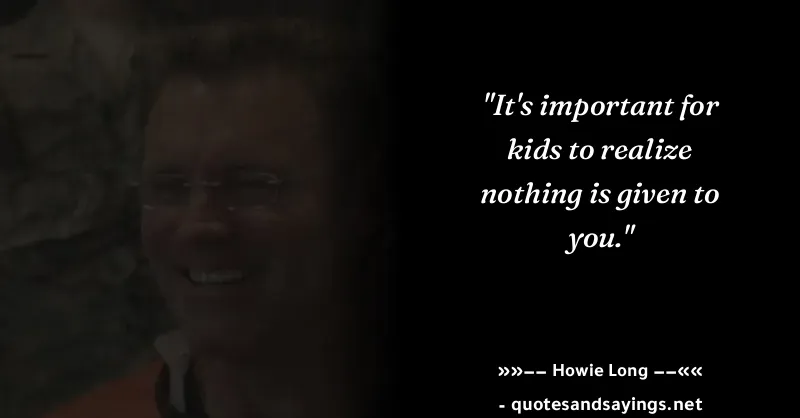 "It's important for
kids to realize
nothing is given to
you."
»»–– Howie Long ––««
- quotesandsayings.net